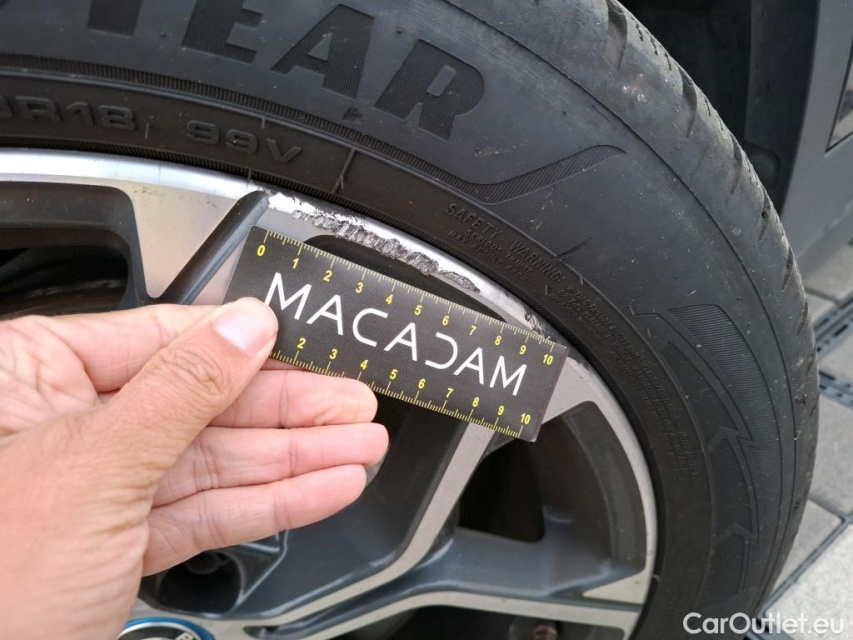 YEAR
R18 99V
SAFETY WARNING
0 1 2 3 4 5 6 7 8 9 10
MACADAM
2 3 4 5 6 7 8 9 10
CarOutlet.eu